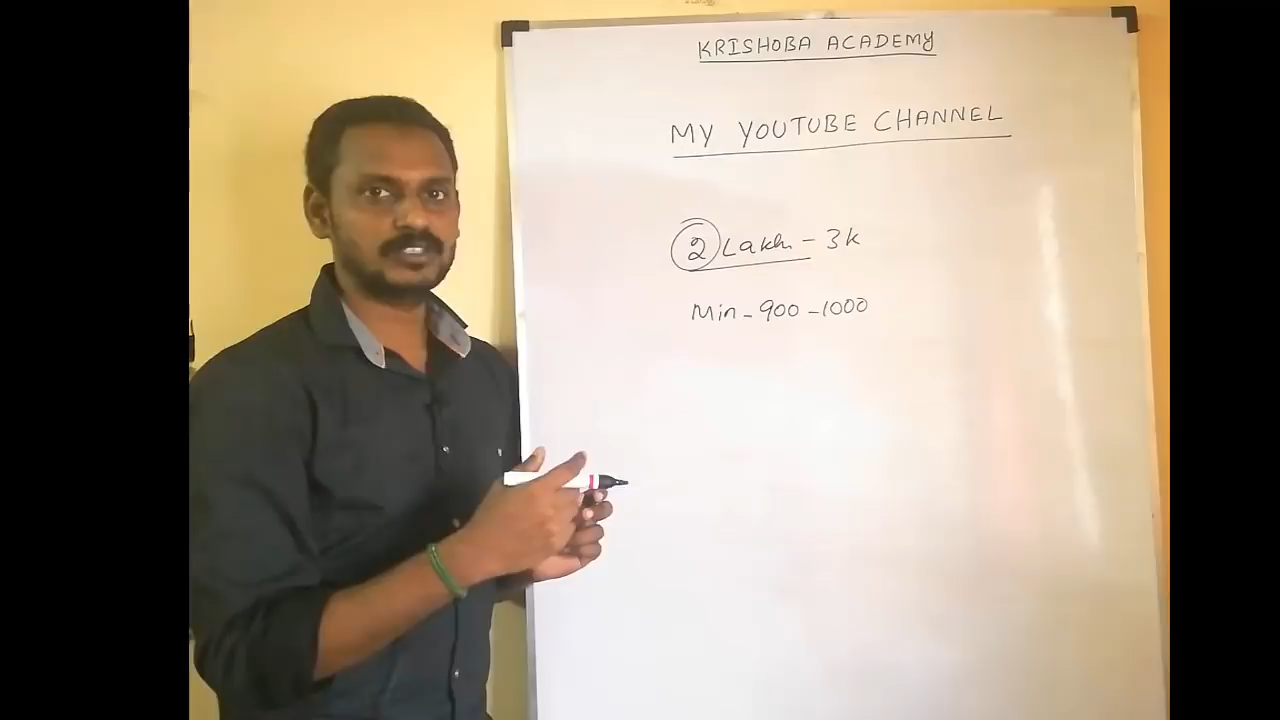 KRISHOBA ACADEMY
MY YOUTUBE CHANNEL
2 Lakh - 3k
Min - 900 - 1000